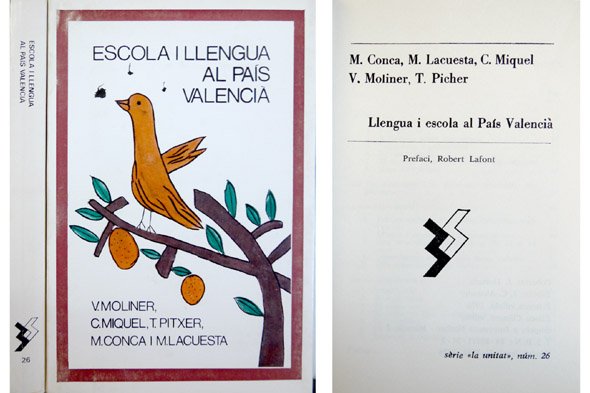 ESCOLA I LLENGUA
AL PAÍS VALENCIÀ
26
ESCOLA I LLENGUA
AL PAÍS
VALENCIÀ
V. MOLINER,
C. MIQUEL, T. PITXER,
M. CONCA I M. LACUESTA
M. Conca, M. Lacuesta, C. Miquel
V. Moliner, T. Picher
Llengua i escola al País Valencià
Prefaci, Robert Lafont
sèrie «la unitat», núm. 26